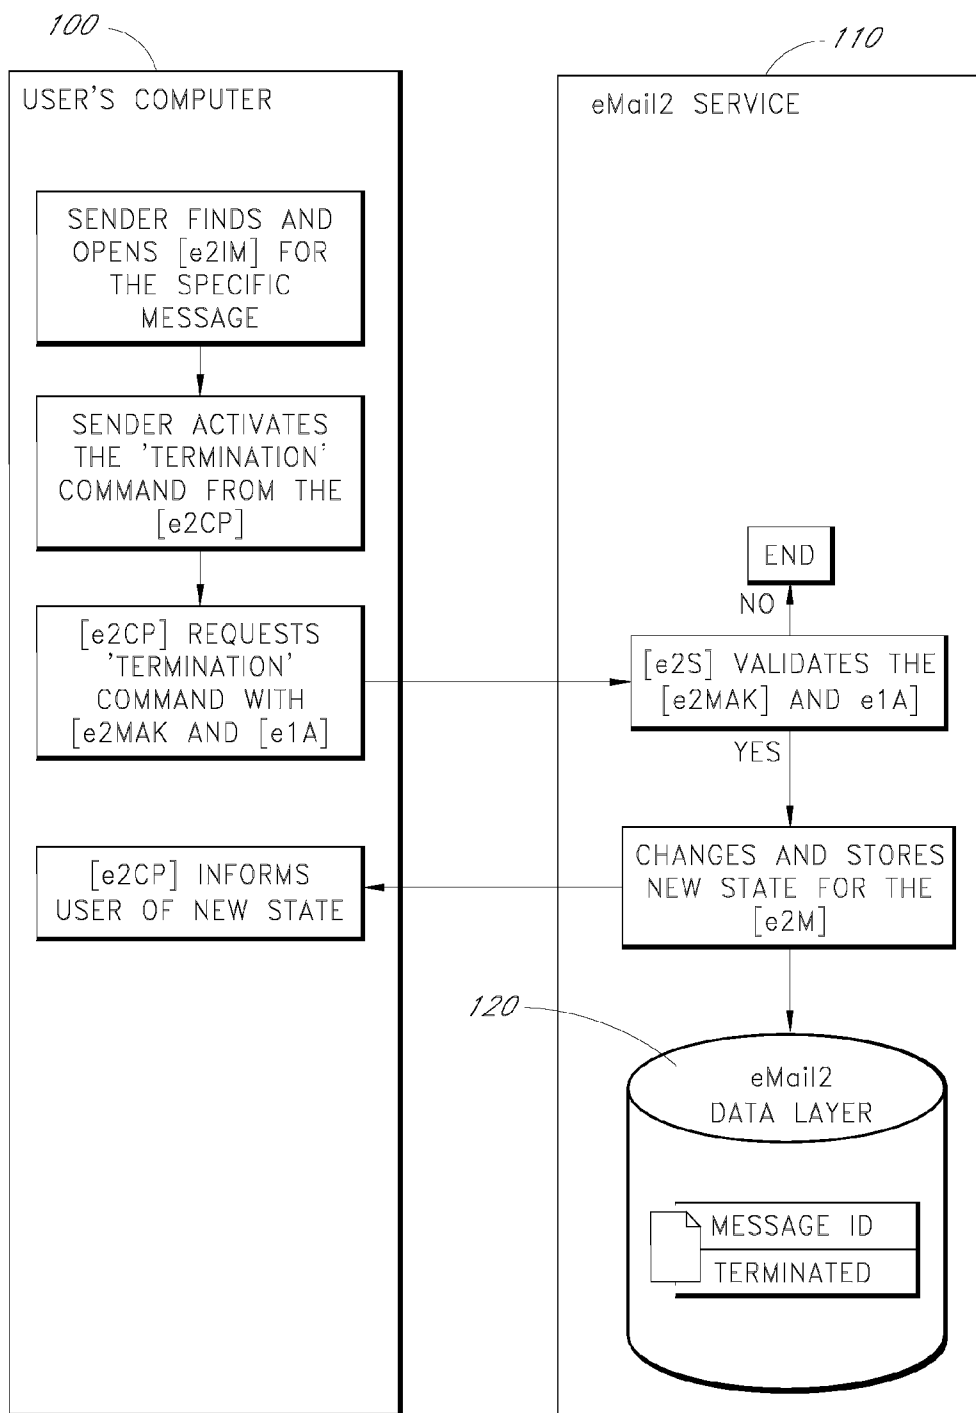 100
110
USER'S COMPUTER
eMail2 SERVICE
SENDER FINDS AND
OPENS [e2IM] FOR
THE SPECIFIC
MESSAGE
SENDER ACTIVATES
THE 'TERMINATION'
COMMAND FROM THE
[e2CP]
[e2CP] REQUESTS
'TERMINATION'
COMMAND WITH
[e2MAK AND [e1A]
END
NO
[e2S] VALIDATES THE
[e2MAK] AND e1A]
YES
CHANGES AND STORES
NEW STATE FOR THE
[e2M]
[e2CP] INFORMS
USER OF NEW STATE
120
eMail2
DATA LAYER
MESSAGE ID
TERMINATED